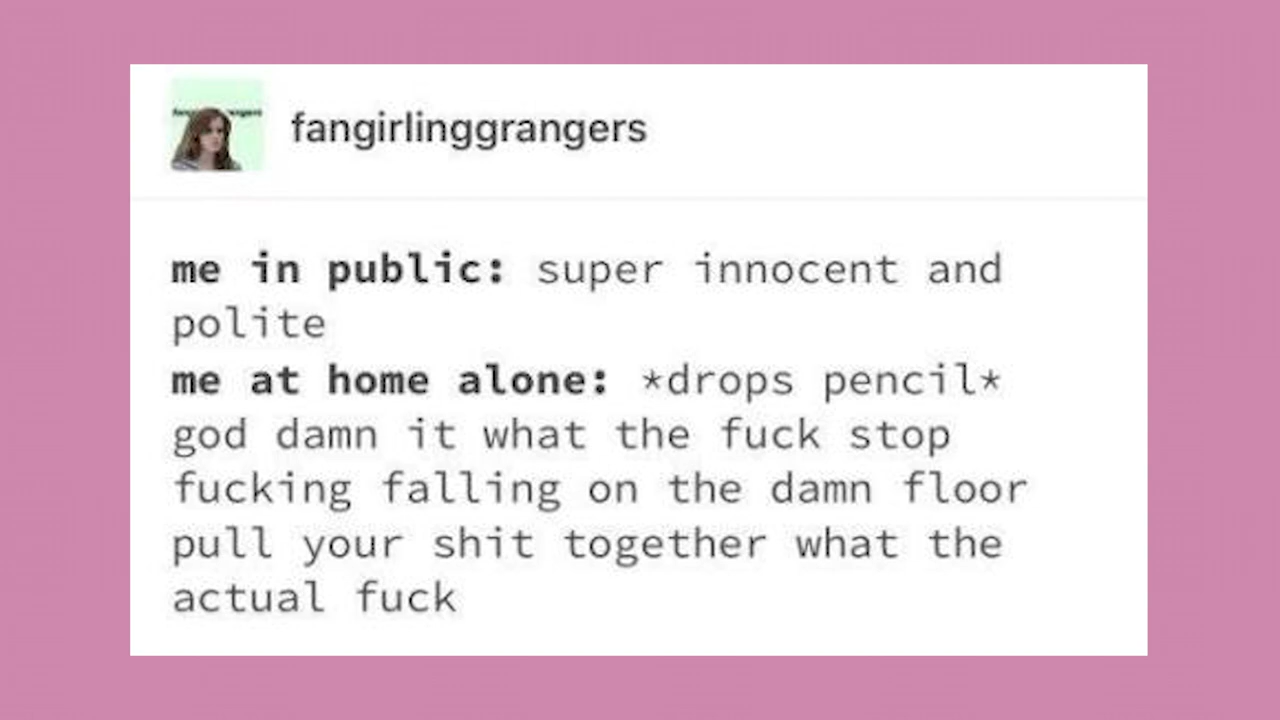 fangirlinggrangers
me in public: super innocent and
polite
me at home alone: *drops pencil*
god damn it what the fuck stop
fucking falling on the damn floor
pull your shit together what the
actual fuck